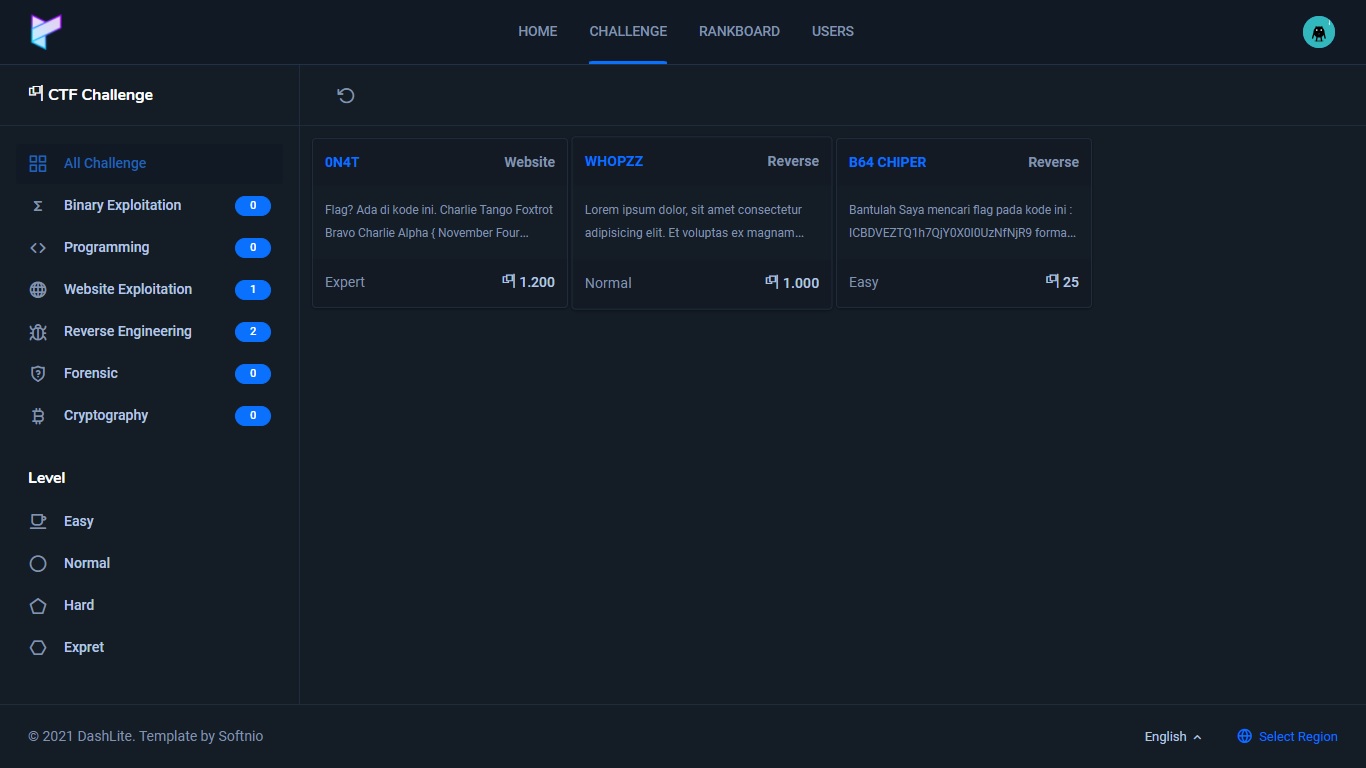 HOME CHALLENGE RANKBOARD USERS
CTF Challenge
All Challenge
Binary Exploitation 0
Programming 0
Website Exploitation 1
Reverse Engineering 2
Forensic 0
Cryptography 0
Level
Easy
Normal
Hard
Expret
0N4T Website
Flag? Ada di kode ini. Charlie Tango Foxtrot
Bravo Charlie Alpha { November Four...
Expert 1.200
WHOPZZ Reverse
Lorem ipsum dolor, sit amet consectetur
adipisicing elit. Et voluptas ex magnam...
Normal 1.000
B64 CHIPER Reverse
Bantulah Saya mencari flag pada kode ini :
ICBDVEZTQ1h7QjY0X0I0UzNfNjR9 forma...
Easy 25
© 2021 DashLite. Template by Softnio
English Select Region